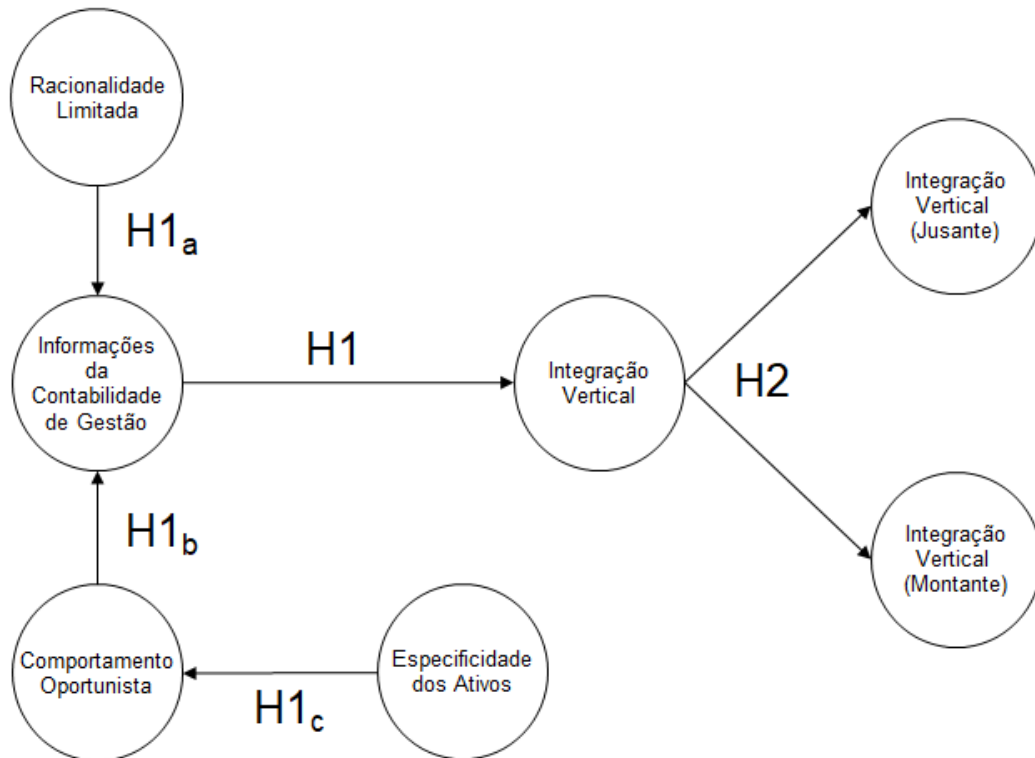 Racionalidade
Limitada
H1a
Integração
Vertical
(Jusante)
Informações
da
Contabilidade
de Gestão
H1
Integração
Vertical
H2
H1b
Integração
Vertical
(Montante)
Comportamento
Oportunista
H1c
Especificidade
dos Ativos